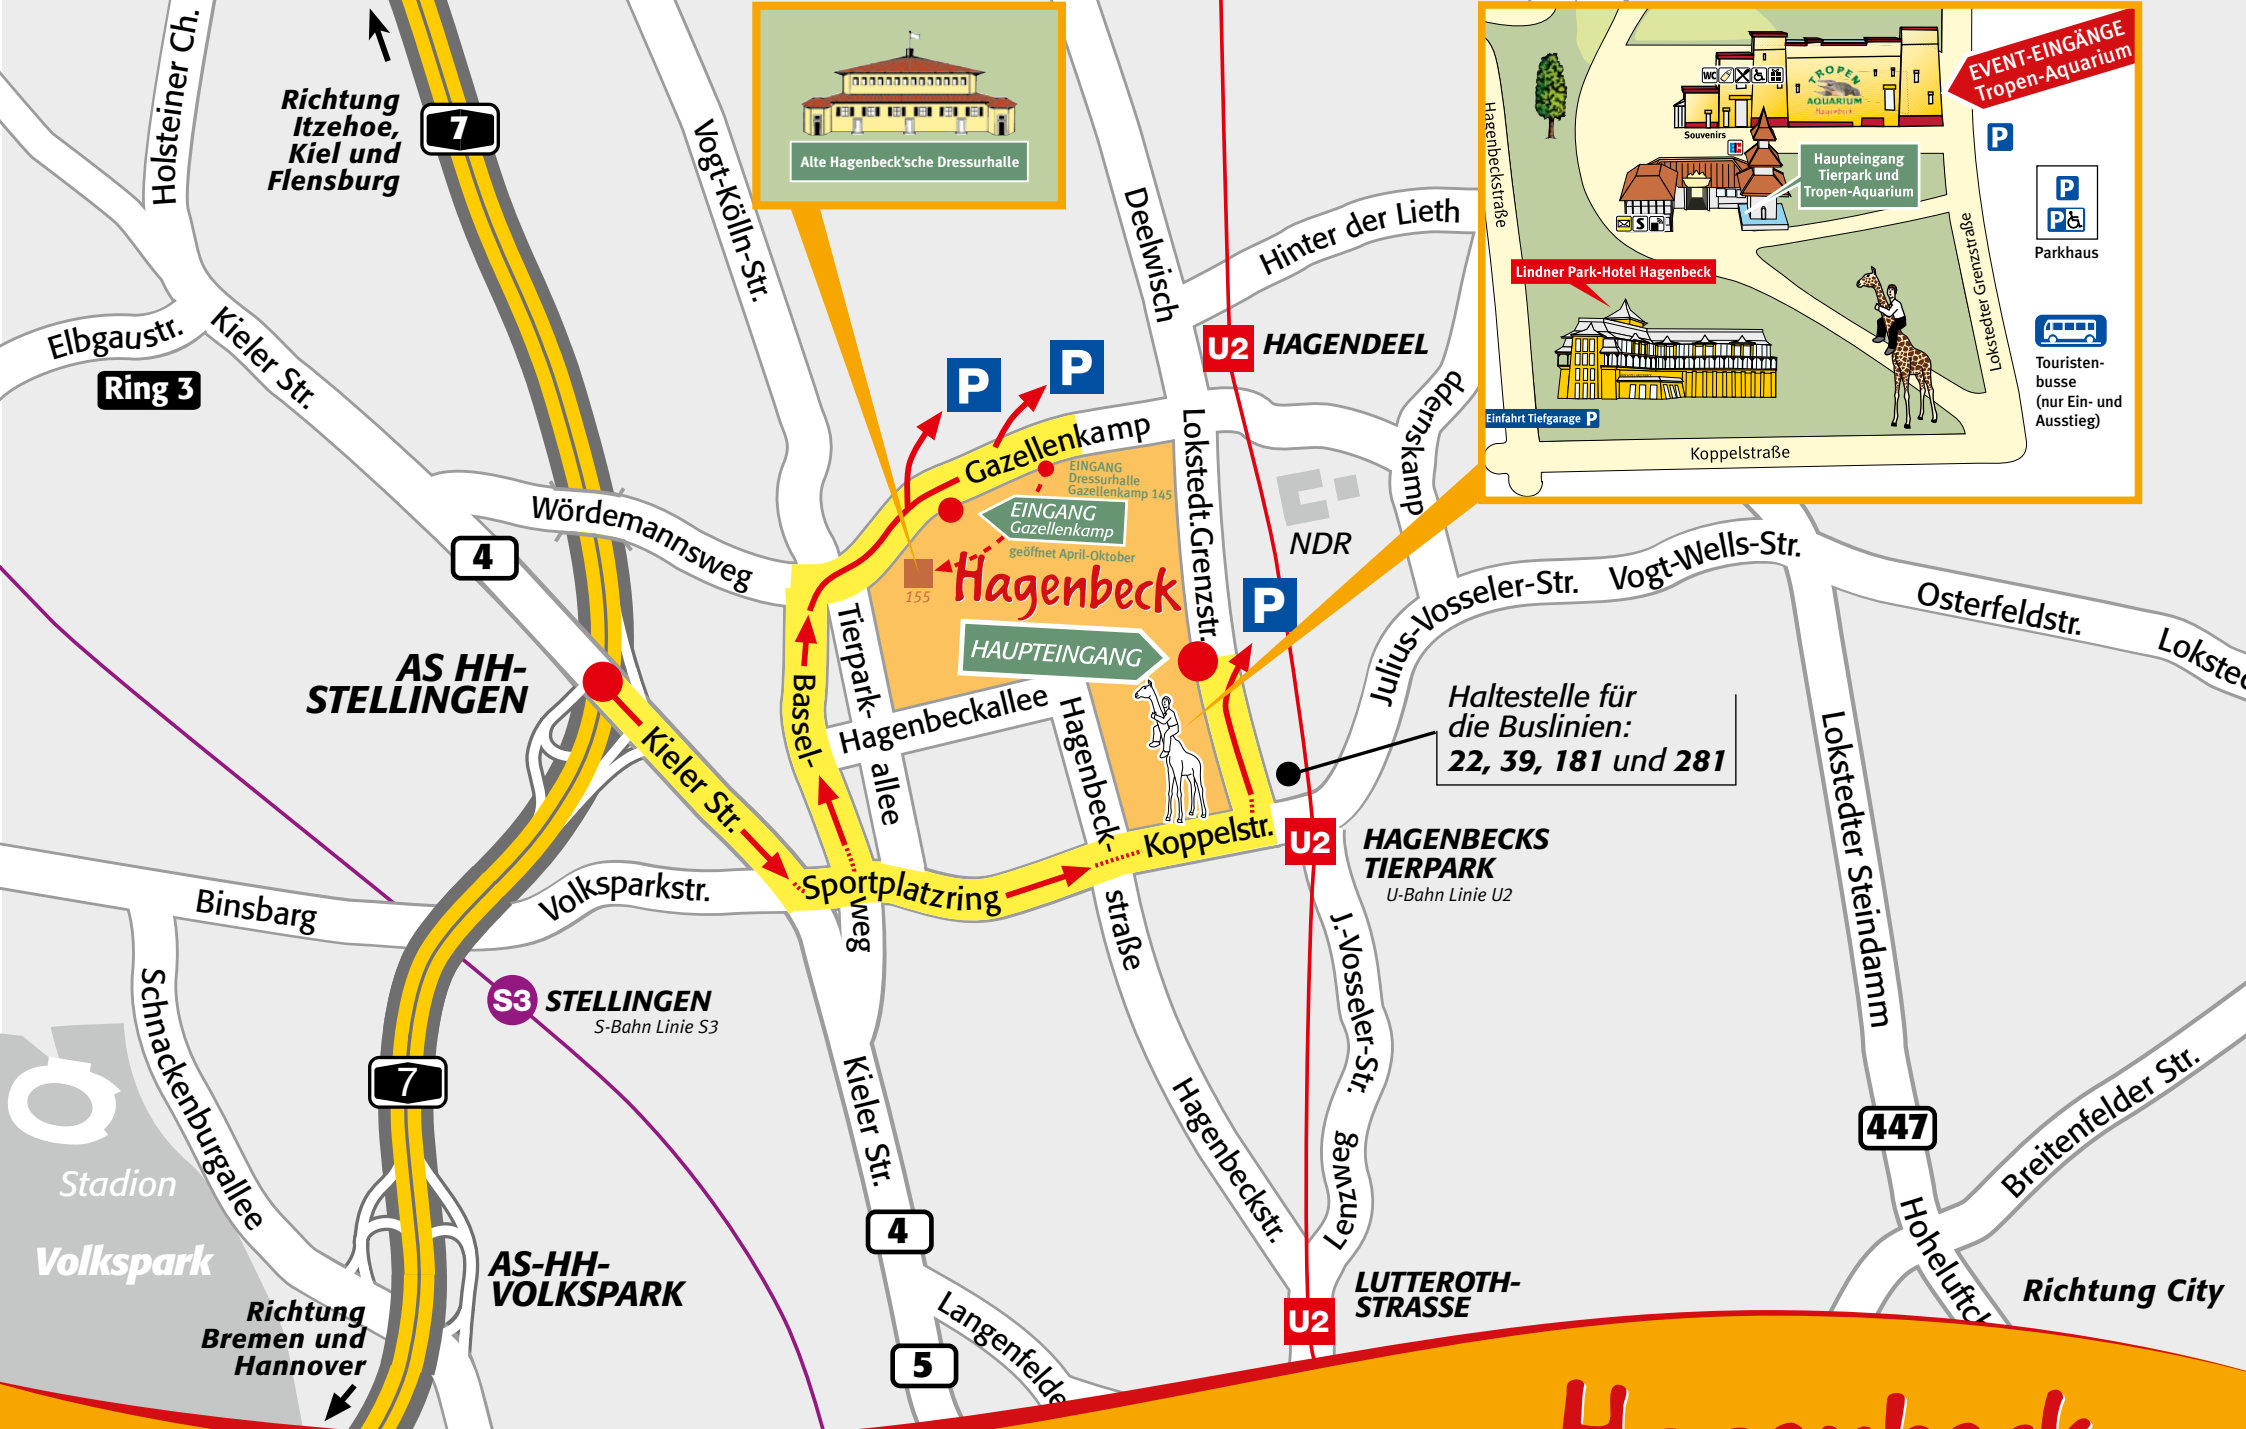 Holsteiner Ch.
Richtung
Itzehoe,
Kiel und
Flensburg
7
Vogt-Kölln-Str.
Alte Hagenbeck'sche Dressurhalle
Deelwisch
Hinter der Lieth
U2 HAGENDEEL
Elbgaustr.
Ring 3
Kieler Str.
Wördemannsweg
4
P
P
Gazellenkamp
EINGANG
Dressurhalle
Gazellenkamp 145
EINGANG
Gazellenkamp
geöffnet April-Oktober
155
Hagenbeck
HAUPTEINGANG
Lokstedt.Grenzstr.
NDR
P
ddernskamp
Julius-Vosseler-Str.
Vogt-Wells-Str.
Osterfeldstr.
AS HH-
STELLINGEN
Kieler Str.
Bassel-
weg
Tierpark-
allee
Hagenbeckallee
Hagenbeck-
straße
Sportplatzring
Koppelstr.
Haltestelle für
die Buslinien:
22, 39, 181 und 281
U2
HAGENBECKS
TIERPARK
U-Bahn Linie U2
Binsbarg
Volksparkstr.
S3 STELLINGEN
S-Bahn Linie S3
Schnackenburgallee
7
Stadion
Volkspark
AS-HH-
VOLKSPARK
Richtung
Bremen und
Hannover
Kieler Str.
4
5
Hagenbeckstr.
J.-Vosseler-Str.
Lenzweg
U2
LUTTEROTH-
STRASSE
Lokstedter Steindamm
447
Breitenfelder Str.
Richtung City
Hagenbeck
EVENT-EINGÄNGE
Tropen-Aquarium
TROPEN
AQUARIUM
Hagenbeck
WC
Souvenirs
EC
S
Haupteingang
Tierpark und
Tropen-Aquarium
Hagenbeckstraße
Lindner Park-Hotel Hagenbeck
Einfahrt Tiefgarage P
Koppelstraße
Lokstedter Grenzstraße
P
P
P
Parkhaus
Touristen-
busse
(nur Ein- und
Ausstieg)